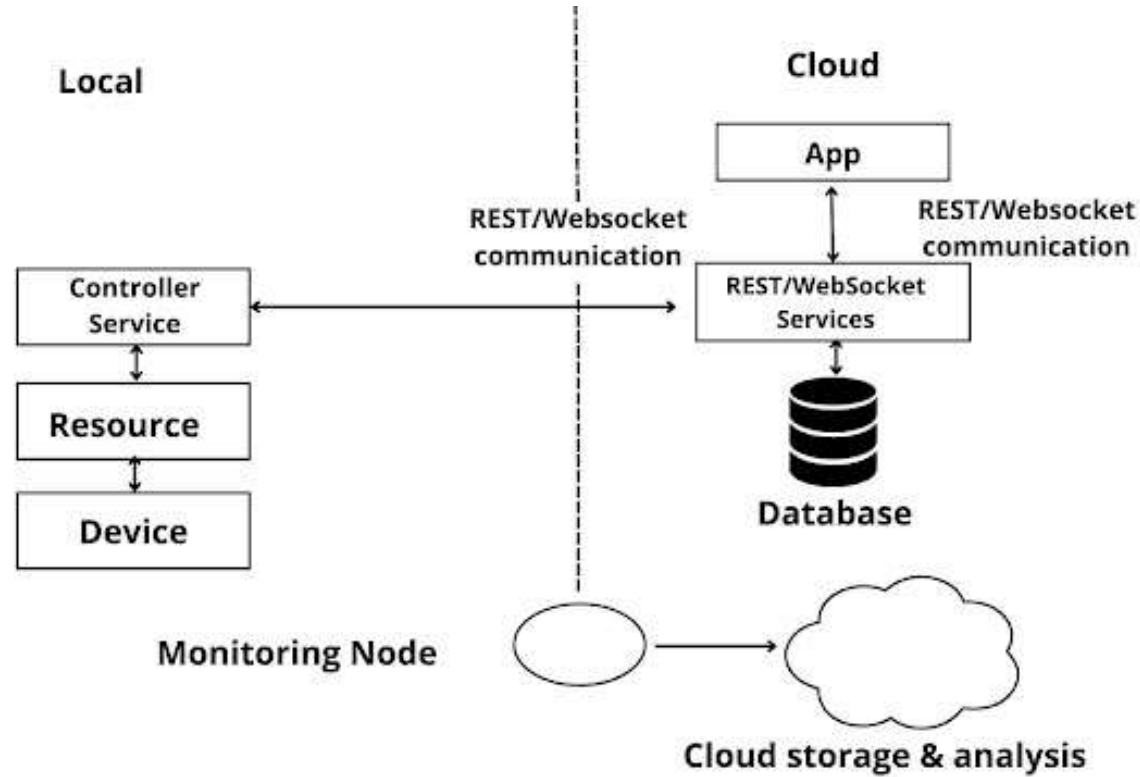 Local
Cloud
App
REST/Websocket
communication
REST/Websocket
communication
Controller
Service
REST/WebSocket
Services
Resource
Device
Database
Monitoring Node
Cloud storage & analysis